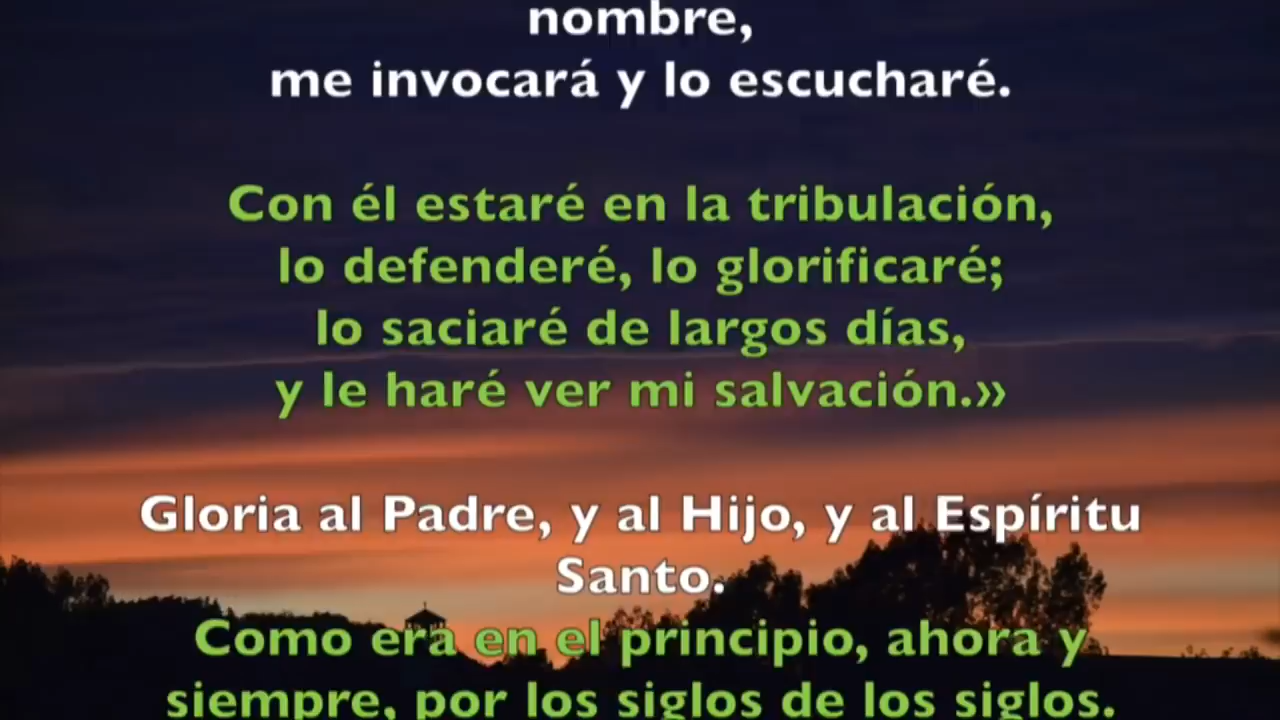 nombre,
me invocará y lo escucharé.
Con él estaré en la tribulación,
lo defenderé, lo glorificaré;
lo saciaré de largos días,
y le haré ver mi salvación.»
Gloria al Padre, y al Hijo, y al Espíritu
Santo.
Como era en el principio, ahora y
siempre, por los siglos de los siglos.